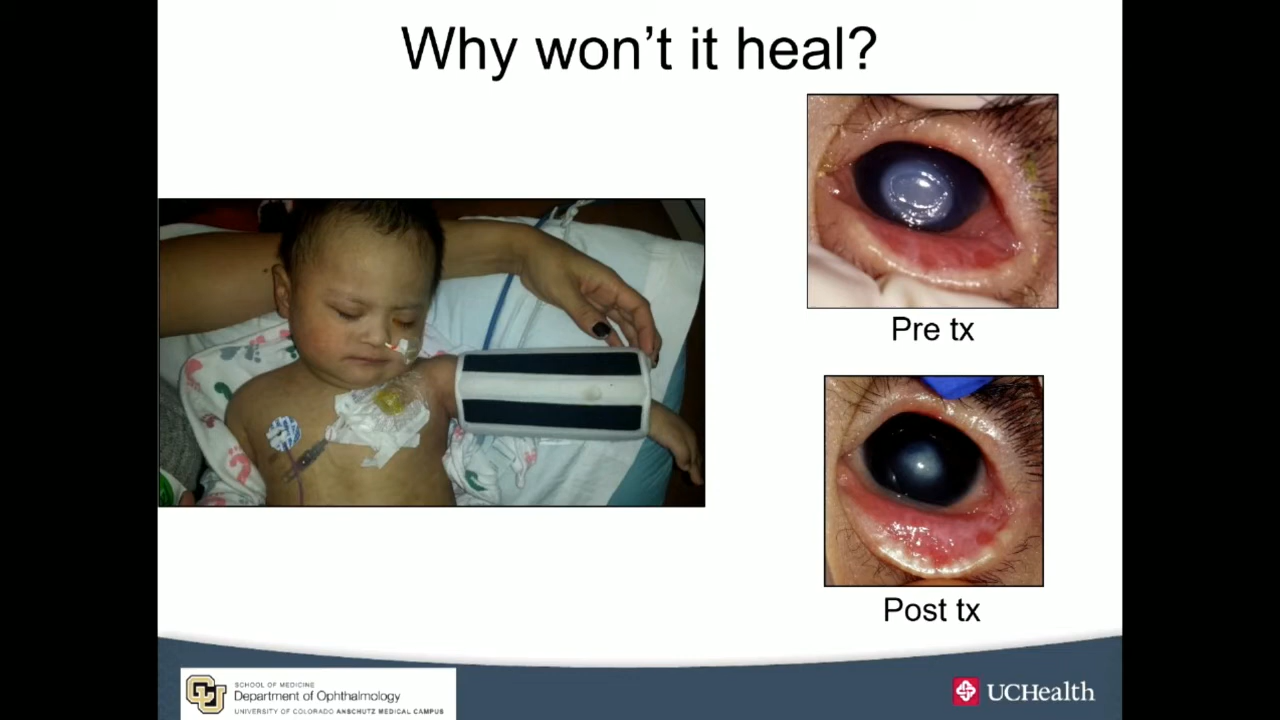 Why won't it heal?
Pre tx
Post tx
CU
SCHOOL OF MEDICINE
Department of Ophthalmology
UNIVERSITY OF COLORADO ANSCHUTZ MEDICAL CAMPUS
UCHealth